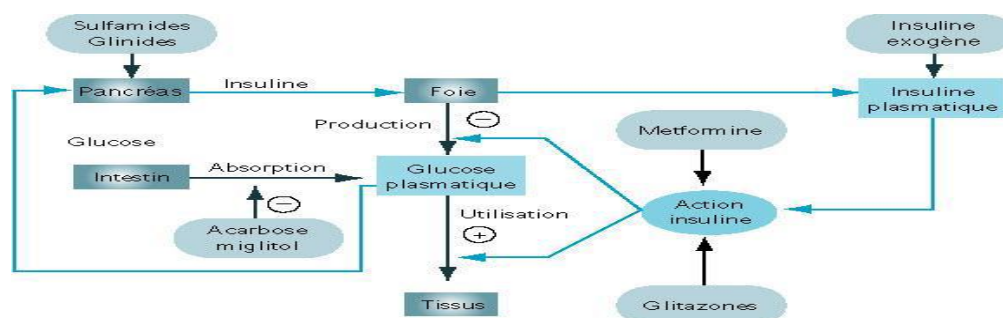 Sulfamides
Glinides
Insuline
exogène
Pancréas
Insuline
Foie
Insuline
plasmatique
Production
−
Metformine
Glucose
Intestin
Absorption
Glucose
plasmatique
−
Utilisation
+
Action
insuline
Acarbose
miglitol
Tissus
Glitazones